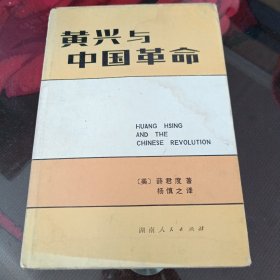 黄兴与
中国革命
HUANG HSING
AND THE
CHINESE REVOLUTION
〔美〕薛君度著
杨慎之译
湖南人民出版社